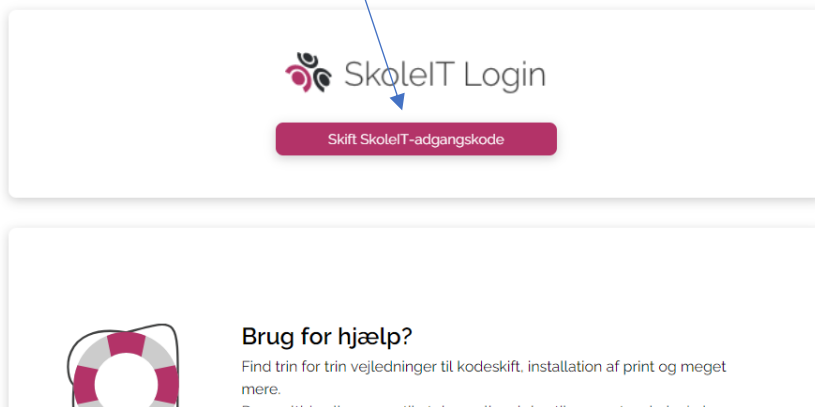 SkoleIT Login
Skift SkoleIT-adgangskode
Brug for hjælp?
Find trin for trin vejledninger til kodeskift, installation af print og meget
mere.